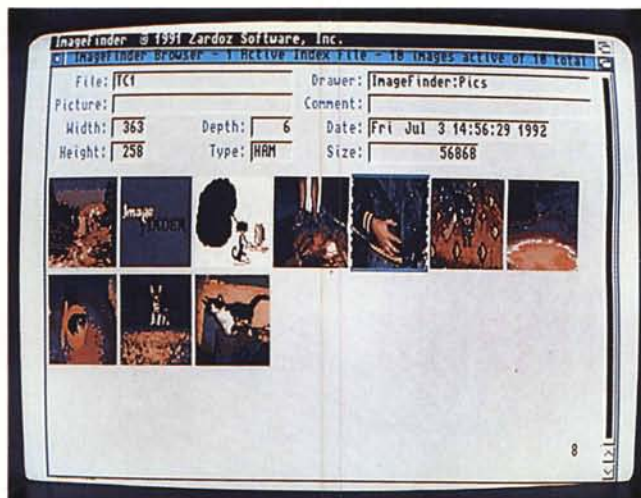 ImageFinder © 1991 Zardoz Software, Inc.
ImageFinder Browser - 1 Active Index File - 10 images active of 10 total
File: TC1 Drawer: ImageFinder:Pics
Picture: Comment:
Width: 363 Depth: 6 Date: Fri Jul 3 14:56:29 1992
Height: 258 Type: HAM Size: 56868
Image
FINDER
8